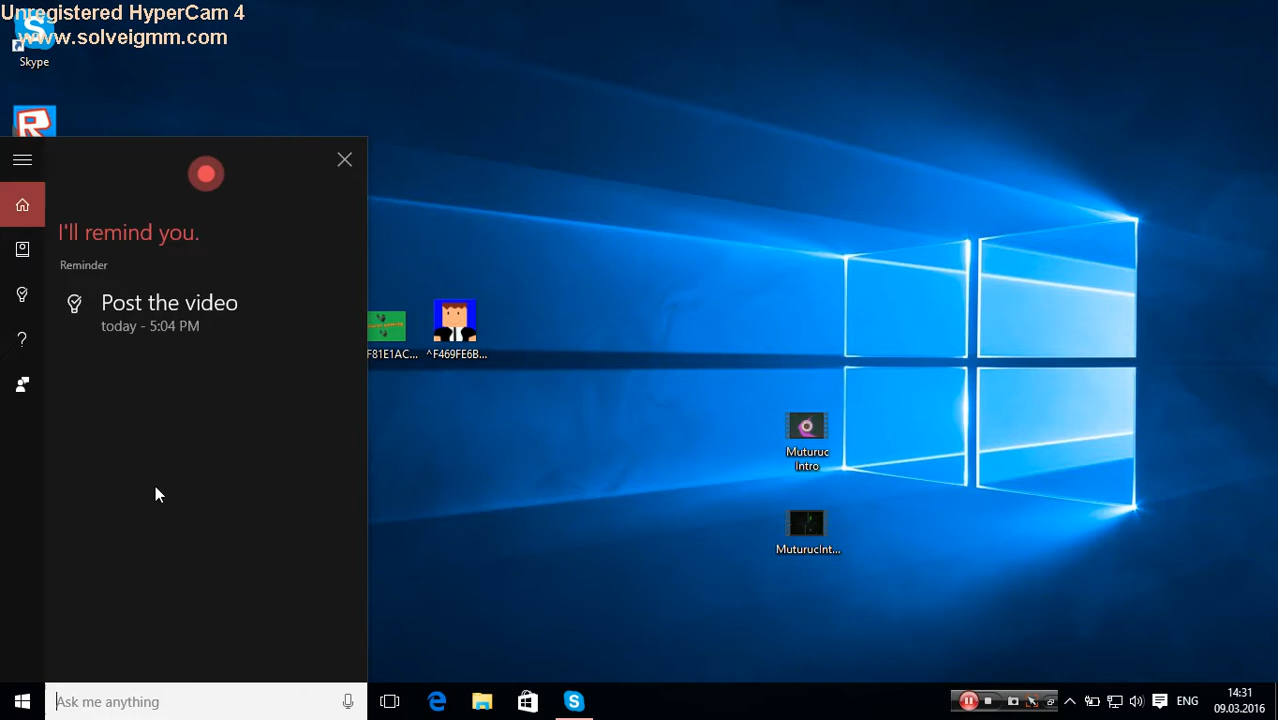 Unregistered HyperCam 4
www.solveigmm.com
Skype
I'll remind you.
Reminder
Post the video
today - 5:04 PM
F81E1AC...
^F469FE6B...
Muturuc
Intro
MuturucInt...
Ask me anything
ENG
14:31
09.03.2016